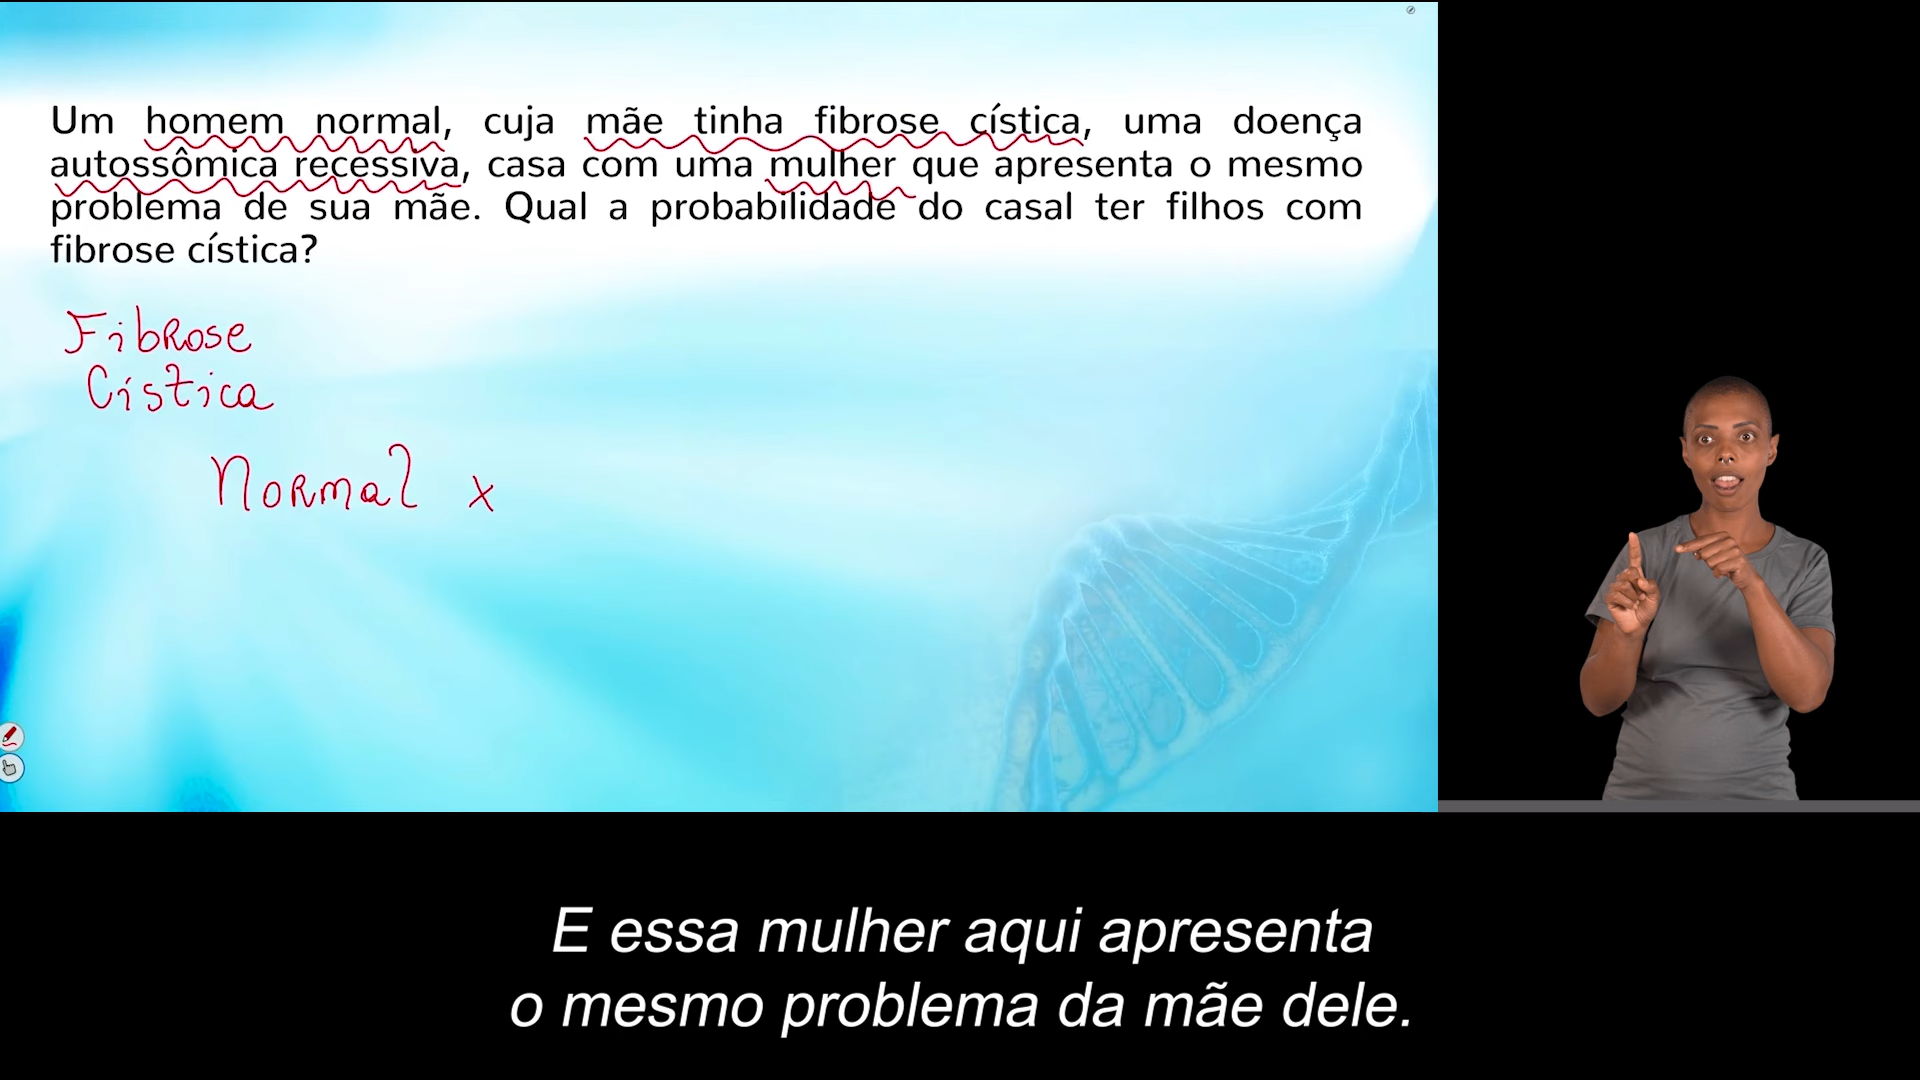 Um homem normal, cuja mãe tinha fibrose cística, uma doença
autossômica recessiva, casa com uma mulher que apresenta o mesmo
problema de sua mãe. Qual a probabilidade do casal ter filhos com
fibrose cística?
Fibrose
Cística
Normal x
E essa mulher aqui apresenta
o mesmo problema da mãe dele.